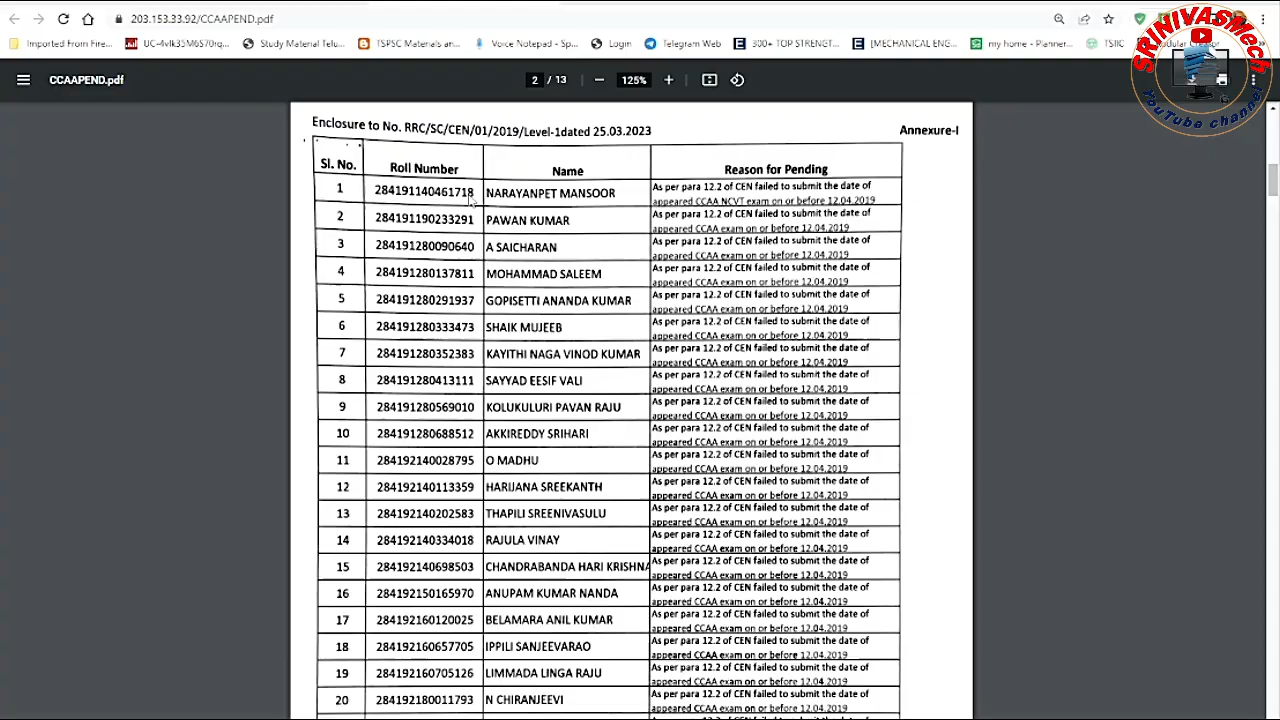 203.153.33.92/CCAAPEND.pdf
Imported From Fire... UC-4vIk35M6S70rq... Study Material Telu... TSPSC Materials an... Voice Notepad - Sp... Login Telegram Web 300+ TOP STRENGT... [MECHANICAL ENG... my home - Planner... TSIIC
SRINIVASMech
YouTube channel
CCAAPEND.pdf 2 / 13 125%
Enclosure to No. RRC/SC/CEN/01/2019/Level-1dated 25.03.2023 Annexure-I
Sl. No. Roll Number Name Reason for Pending
1 284191140461718 NARAYANPET MANSOOR As per para 12.2 of CEN failed to submit the date of
appeared CCAA NCVT exam on or before 12.04.2019
2 284191190233291 PAWAN KUMAR As per para 12.2 of CEN failed to submit the date of
appeared CCAA exam on or before 12.04.2019
3 284191280090640 A SAICHARAN As per para 12.2 of CEN failed to submit the date of
appeared CCAA exam on or before 12.04.2019
4 284191280137811 MOHAMMAD SALEEM As per para 12.2 of CEN failed to submit the date of
appeared CCAA exam on or before 12.04.2019
5 284191280291937 GOPISETTI ANANDA KUMAR As per para 12.2 of CEN failed to submit the date of
appeared CCAA exam on or before 12.04.2019
6 284191280333473 SHAIK MUJEEB As per para 12.2 of CEN failed to submit the date of
appeared CCAA exam on or before 12.04.2019
7 284191280352383 KAYITHI NAGA VINOD KUMAR As per para 12.2 of CEN failed to submit the date of
appeared CCAA exam on or before 12.04.2019
8 284191280413111 SAYYAD EESIF VALI As per para 12.2 of CEN failed to submit the date of
appeared CCAA exam on or before 12.04.2019
9 284191280569010 KOLUKULURI PAVAN RAJU As per para 12.2 of CEN failed to submit the date of
appeared CCAA exam on or before 12.04.2019
10 284191280688512 AKKIREDDY SRIHARI As per para 12.2 of CEN failed to submit the date of
appeared CCAA exam on or before 12.04.2019
11 284192140028795 O MADHU As per para 12.2 of CEN failed to submit the date of
appeared CCAA exam on or before 12.04.2019
12 284192140113359 HARIJANA SREEKANTH As per para 12.2 of CEN failed to submit the date of
appeared CCAA exam on or before 12.04.2019
13 284192140202583 THAPILI SREENIVASULU As per para 12.2 of CEN failed to submit the date of
appeared CCAA exam on or before 12.04.2019
14 284192140334018 RAJULA VINAY As per para 12.2 of CEN failed to submit the date of
appeared CCAA exam on or before 12.04.2019
15 284192140698503 CHANDRABANDA HARI KRISHNA As per para 12.2 of CEN failed to submit the date of
appeared CCAA exam on or before 12.04.2019
16 284192150165970 ANUPAM KUMAR NANDA As per para 12.2 of CEN failed to submit the date of
appeared CCAA exam on or before 12.04.2019
17 284192160120025 BELAMARA ANIL KUMAR As per para 12.2 of CEN failed to submit the date of
appeared CCAA exam on or before 12.04.2019
18 284192160657705 IPPILI SANJEEVARAO As per para 12.2 of CEN failed to submit the date of
appeared CCAA exam on or before 12.04.2019
19 284192160705126 LIMMADA LINGA RAJU As per para 12.2 of CEN failed to submit the date of
appeared CCAA exam on or before 12.04.2019
20 284192180011793 N CHIRANJEEVI As per para 12.2 of CEN failed to submit the date of
appeared CCAA exam on or before 12.04.2019